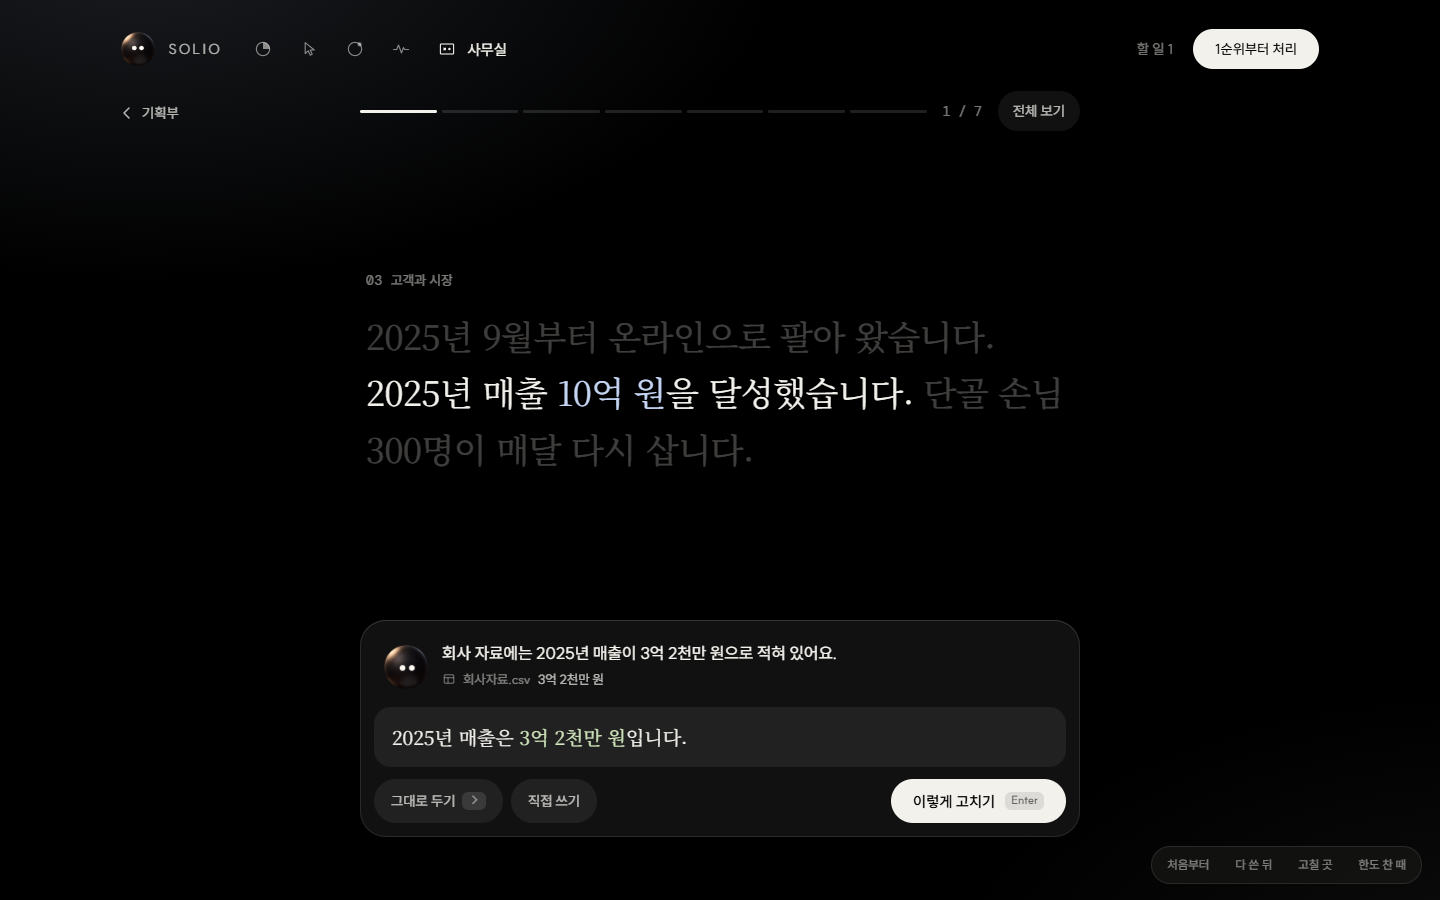 SOLIO
사무실
할 일 1
1순위부터 처리
기획부
1 / 7
전체 보기
03 고객과 시장
2025년 9월부터 온라인으로 팔아 왔습니다.
2025년 매출 10억 원을 달성했습니다. 단골 손님
300명이 매달 다시 삽니다.
회사 자료에는 2025년 매출이 3억 2천만 원으로 적혀 있어요.
회사자료.csv 3억 2천만 원
2025년 매출은 3억 2천만 원입니다.
그대로 두기
직접 쓰기
이렇게 고치기 Enter
처음부터
다 쓴 뒤
고칠 곳
한도 찬 때